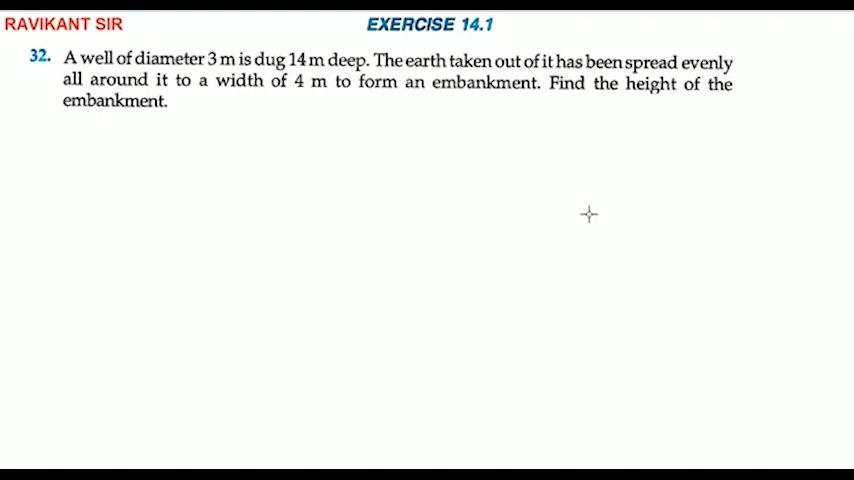 RAVIKANT SIR
EXERCISE 14.1
32. A well of diameter 3 m is dug 14 m deep. The earth taken out of it has been spread evenly
all around it to a width of 4 m to form an embankment. Find the height of the
embankment.